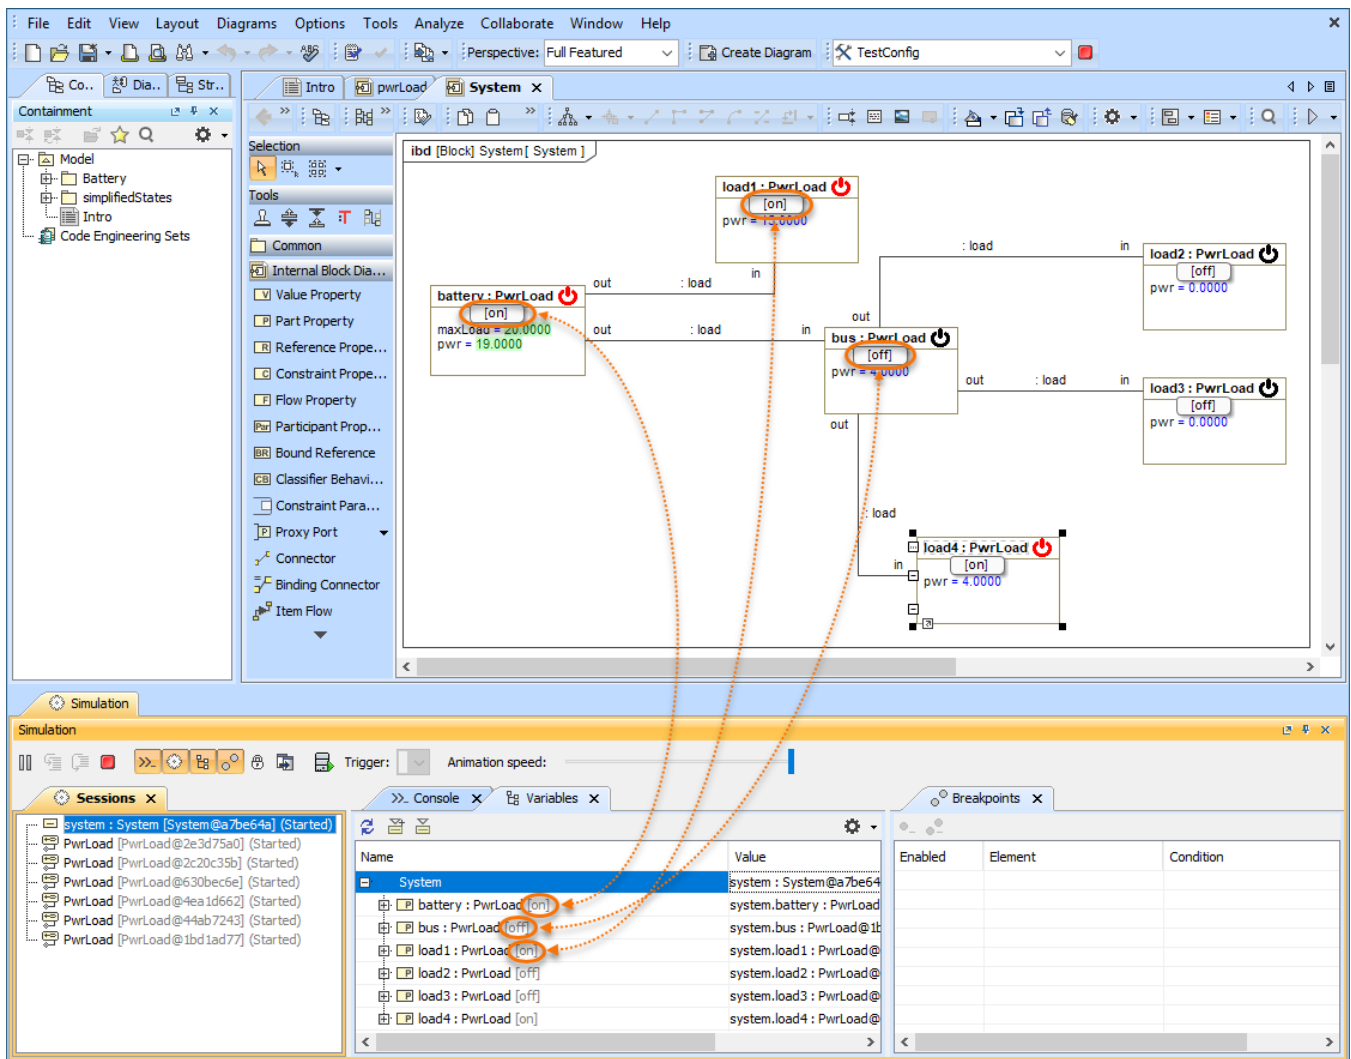 File Edit View Layout Diagrams Options Tools Analyze Collaborate Window Help
Perspective: Full Featured Create Diagram TestConfig
Co.. Dia.. Str..
Intro pwrLoad System
Containment
Model
Battery
simplifiedStates
Intro
Code Engineering Sets
Selection
Tools
Common
Internal Block Dia...
Value Property
Part Property
Reference Prope...
Constraint Prope...
Flow Property
Participant Prop...
Bound Reference
Classifier Behavi...
Constraint Para...
Proxy Port
Connector
Binding Connector
Item Flow
ibd [Block] System[ System ]
load1 : PwrLoad
[on]
pwr = 15.0000
in
battery : PwrLoad
[on]
maxLoad = 20.0000
pwr = 19.0000
out : load
out : load in
out
bus : PwrLoad
[off]
pwr = 4.0000
: load in
load2 : PwrLoad
[off]
pwr = 0.0000
out : load in
load3 : PwrLoad
[off]
pwr = 0.0000
out
: load
in
load4 : PwrLoad
[on]
pwr = 4.0000
Simulation
Simulation
Trigger: Animation speed:
Sessions
system : System [System@a7be64a] (Started)
PwrLoad [PwrLoad@2e3d75a0] (Started)
PwrLoad [PwrLoad@2c20c35b] (Started)
PwrLoad [PwrLoad@630bec6e] (Started)
PwrLoad [PwrLoad@4ea1d662] (Started)
PwrLoad [PwrLoad@44ab7243] (Started)
PwrLoad [PwrLoad@1bd1ad77] (Started)
Console Variables
Name Value
System system : System@a7be64
battery : PwrLoad [on] system.battery : PwrLoad
bus : PwrLoad [off] system.bus : PwrLoad@1b
load1 : PwrLoad [on] system.load1 : PwrLoad@
load2 : PwrLoad [off] system.load2 : PwrLoad@
load3 : PwrLoad [off] system.load3 : PwrLoad@
load4 : PwrLoad [on] system.load4 : PwrLoad@
Breakpoints
Enabled Element Condition